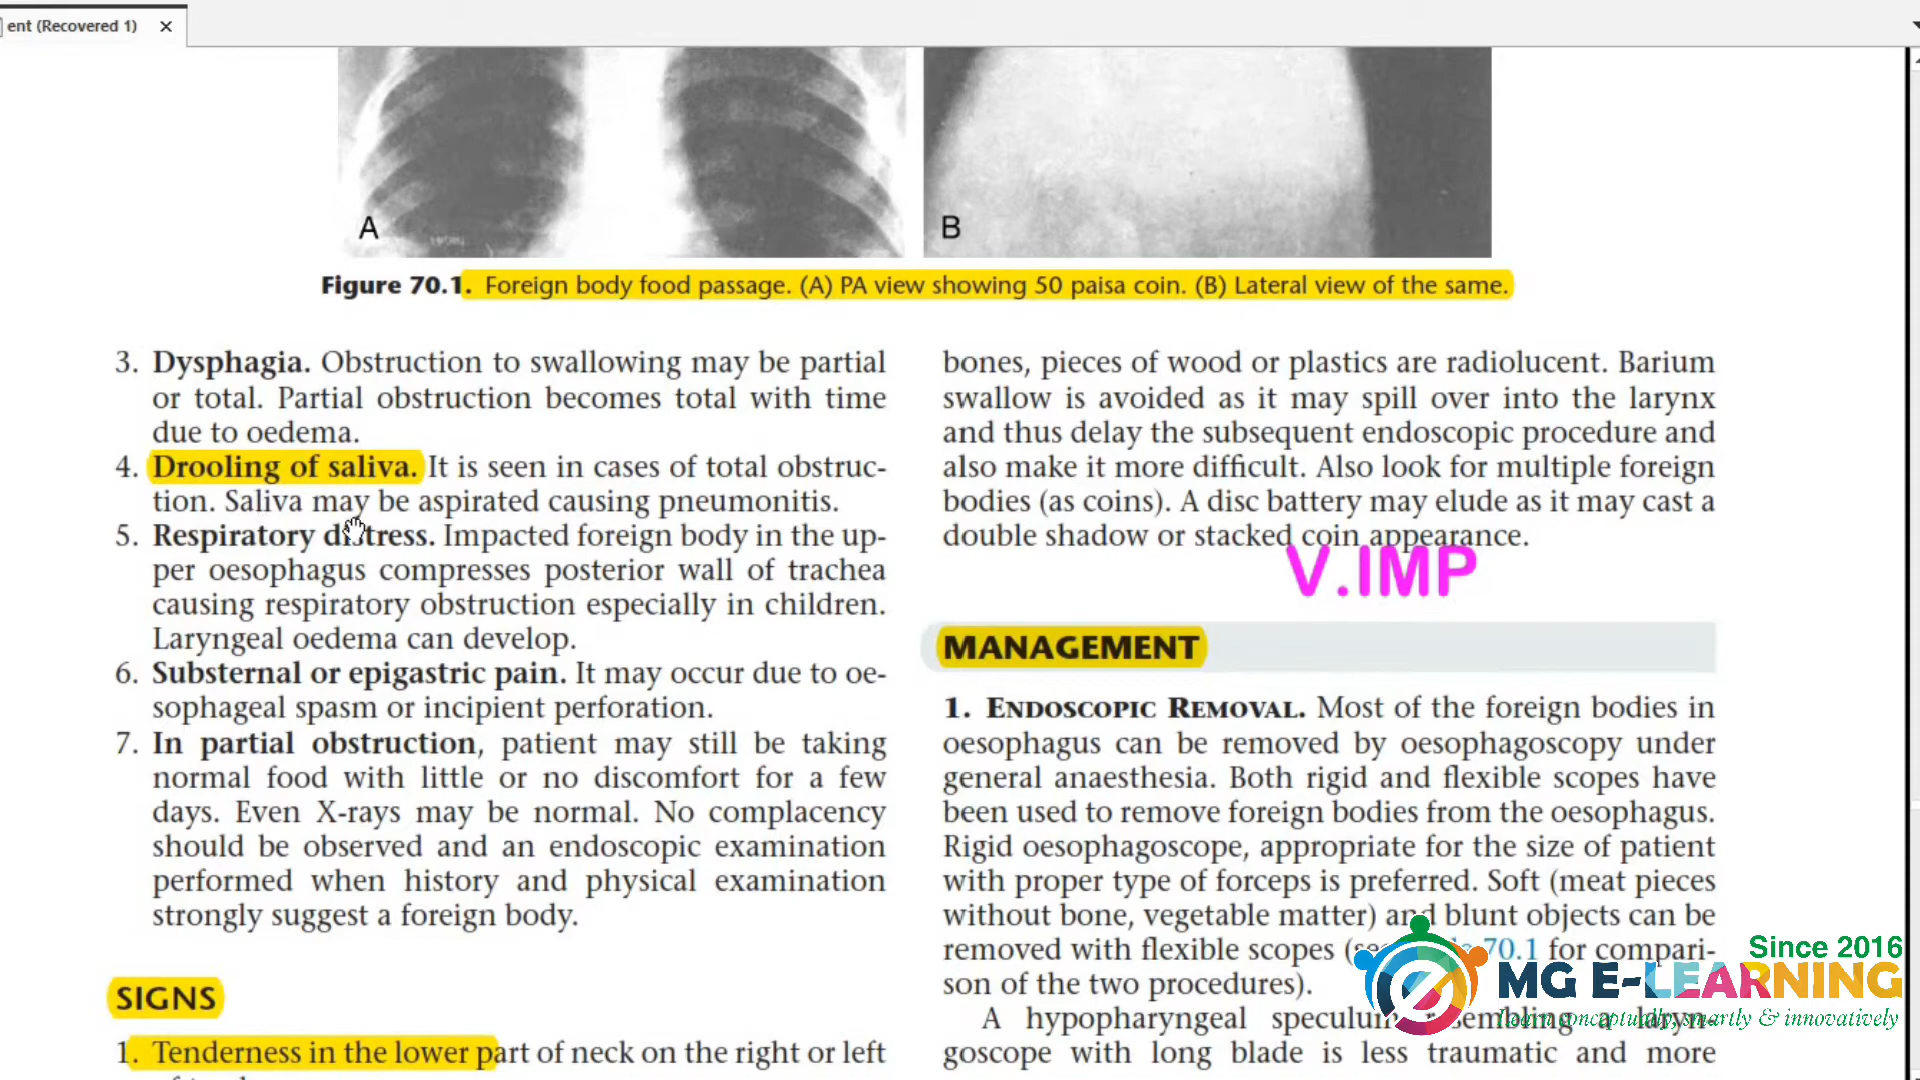 ent (Recovered 1)
A
B
Figure 70.1. Foreign body food passage. (A) PA view showing 50 paisa coin. (B) Lateral view of the same.
3. Dysphagia. Obstruction to swallowing may be partial
or total. Partial obstruction becomes total with time
due to oedema.
4. Drooling of saliva. It is seen in cases of total obstruc-
tion. Saliva may be aspirated causing pneumonitis.
5. Respiratory distress. Impacted foreign body in the up-
per oesophagus compresses posterior wall of trachea
causing respiratory obstruction especially in children.
Laryngeal oedema can develop.
6. Substernal or epigastric pain. It may occur due to oe-
sophageal spasm or incipient perforation.
7. In partial obstruction, patient may still be taking
normal food with little or no discomfort for a few
days. Even X-rays may be normal. No complacency
should be observed and an endoscopic examination
performed when history and physical examination
strongly suggest a foreign body.
SIGNS
1. Tenderness in the lower part of neck on the right or left
bones, pieces of wood or plastics are radiolucent. Barium
swallow is avoided as it may spill over into the larynx
and thus delay the subsequent endoscopic procedure and
also make it more difficult. Also look for multiple foreign
bodies (as coins). A disc battery may elude as it may cast a
double shadow or stacked coin appearance.
V.IMP
MANAGEMENT
1. ENDOSCOPIC REMOVAL. Most of the foreign bodies in
oesophagus can be removed by oesophagoscopy under
general anaesthesia. Both rigid and flexible scopes have
been used to remove foreign bodies from the oesophagus.
Rigid oesophagoscope, appropriate for the size of patient
with proper type of forceps is preferred. Soft (meat pieces
without bone, vegetable matter) and blunt objects can be
removed with flexible scopes (see 70.1 for compari-
son of the two procedures).
A hypopharyngeal speculum resembling a laryn-
goscope with long blade is less traumatic and more
Since 2016
MG E-LEARNING
Learn conceptually, smartly & innovatively